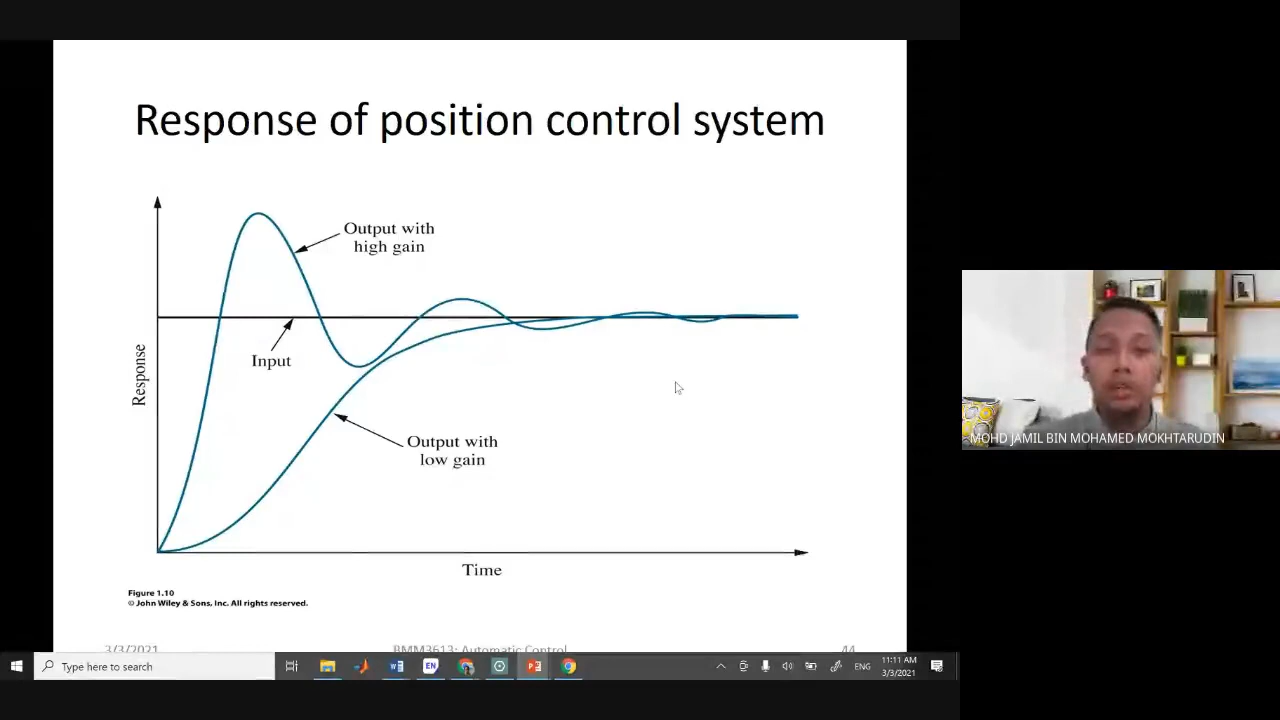 Response of position control system
Output with
high gain
Input
Response
Output with
low gain
Time
Figure 1.10
© John Wiley & Sons, Inc. All rights reserved.
3/3/2021
BMM3613: Automatic Control
44
MOHD JAMIL BIN MOHAMED MOKHTARUDIN
Type here to search
EN
ENG
11:11 AM
3/3/2021